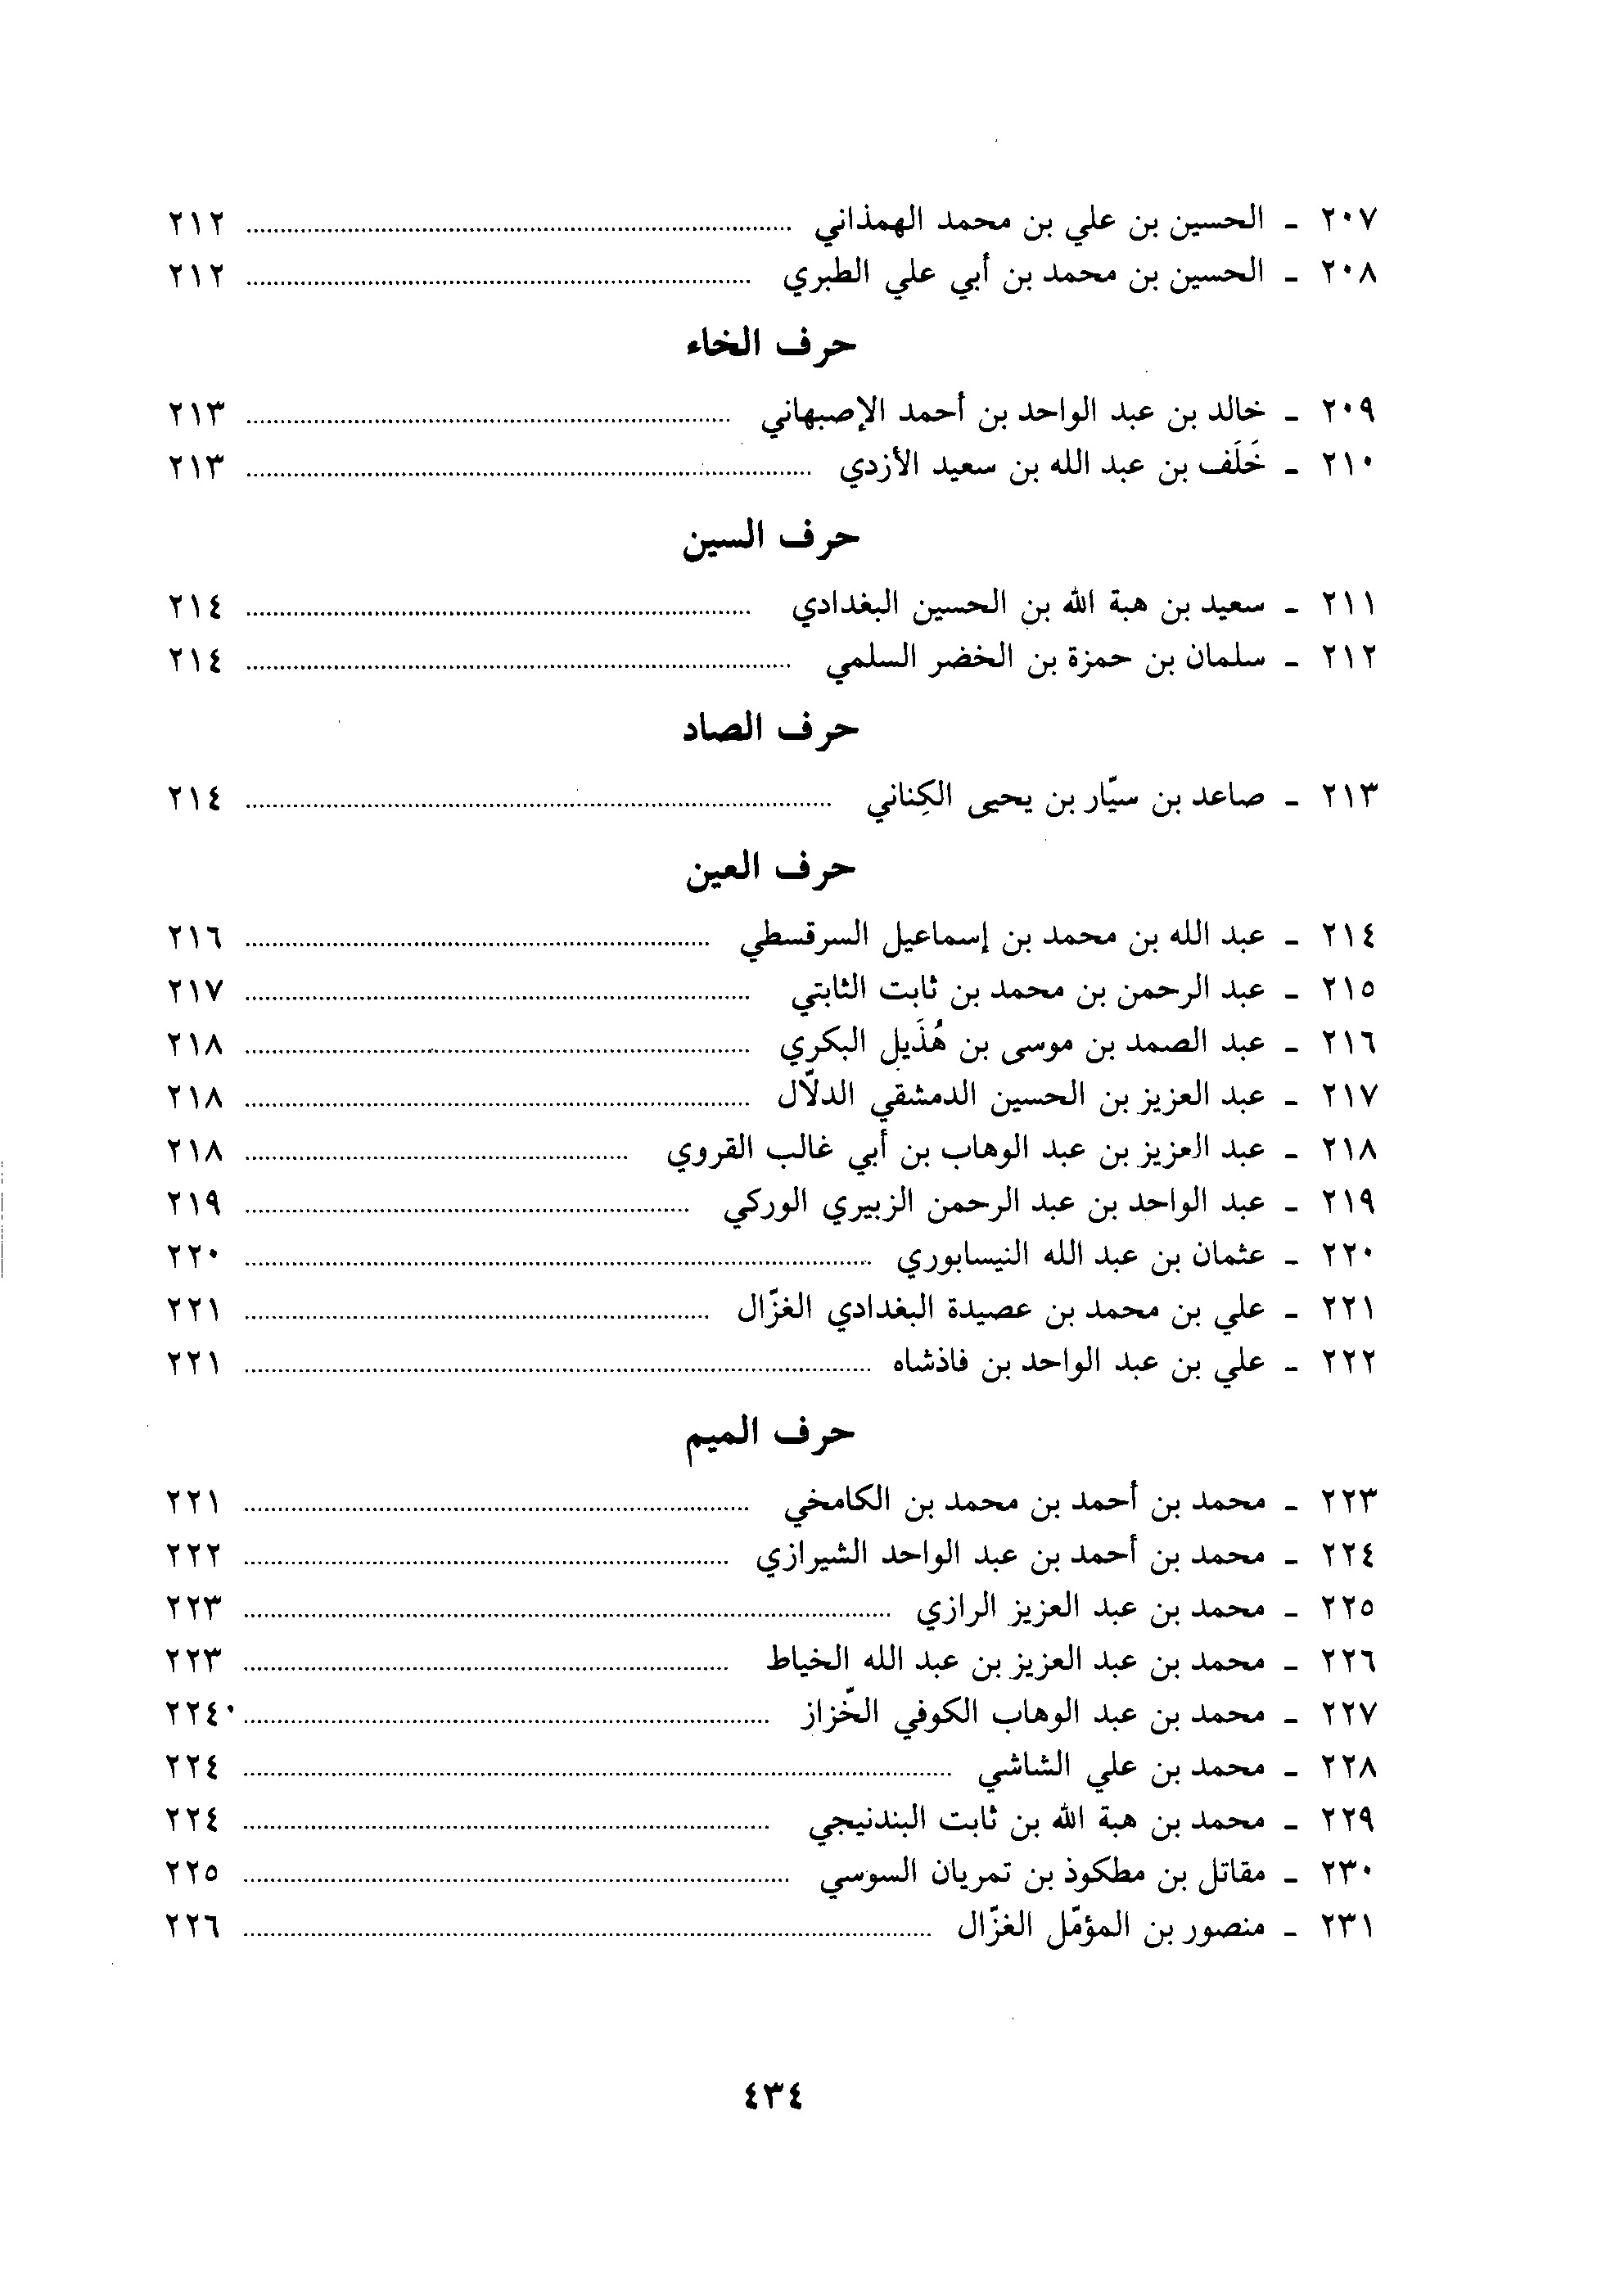 ٢٠٧ - الحسين بن علي بن محمد الهمذاني ........ ٢١٢
٢٠٨ - الحسين بن محمد بن أبي علي الطبري ........ ٢١٢
حرف الخاء
٢٠٩ - خالد بن عبد الواحد بن أحمد الإصبهاني ........ ٢١٣
٢١٠ - خَلَف بن عبد الله بن سعيد الأزدي ........ ٢١٣
حرف السين
٢١١ - سعيد بن هبة الله بن الحسين البغدادي ........ ٢١٤
٢١٢ - سلمان بن حمزة بن الخضر السلمي ........ ٢١٤
حرف الصاد
٢١٣ - صاعد بن سيّار بن يحيى الكِناني ........ ٢١٤
حرف العين
٢١٤ - عبد الله بن محمد بن إسماعيل السرقسطي ........ ٢١٦
٢١٥ - عبد الرحمن بن محمد بن ثابت الثابتي ........ ٢١٧
٢١٦ - عبد الصمد بن موسى بن هُذَيل البكري ........ ٢١٨
٢١٧ - عبد العزيز بن الحسين الدمشقي الدلّال ........ ٢١٨
٢١٨ - عبد العزيز بن عبد الوهاب بن أبي غالب القروي ........ ٢١٨
٢١٩ - عبد الواحد بن عبد الرحمن الزبيري الوركي ........ ٢١٩
٢٢٠ - عثمان بن عبد الله النيسابوري ........ ٢٢٠
٢٢١ - علي بن محمد بن عصيدة البغدادي الغزّال ........ ٢٢١
٢٢٢ - علي بن عبد الواحد بن فاذشاه ........ ٢٢١
حرف الميم
٢٢٣ - محمد بن أحمد بن محمد بن الكامخي ........ ٢٢١
٢٢٤ - محمد بن أحمد بن عبد الواحد الشيرازي ........ ٢٢٢
٢٢٥ - محمد بن عبد العزيز الرازي ........ ٢٢٣
٢٢٦ - محمد بن عبد العزيز بن عبد الله الخياط ........ ٢٢٣
٢٢٧ - محمد بن عبد الوهاب الكوفي الخّزاز ........ ٢٢٤
٢٢٨ - محمد بن علي الشاشي ........ ٢٢٤
٢٢٩ - محمد بن هبة الله بن ثابت البندنيجي ........ ٢٢٤
٢٣٠ - مقاتل بن مطكوذ بن تمريان السوسي ........ ٢٢٥
٢٣١ - منصور بن المؤمّل الغزّال ........ ٢٢٦
٤٣٤